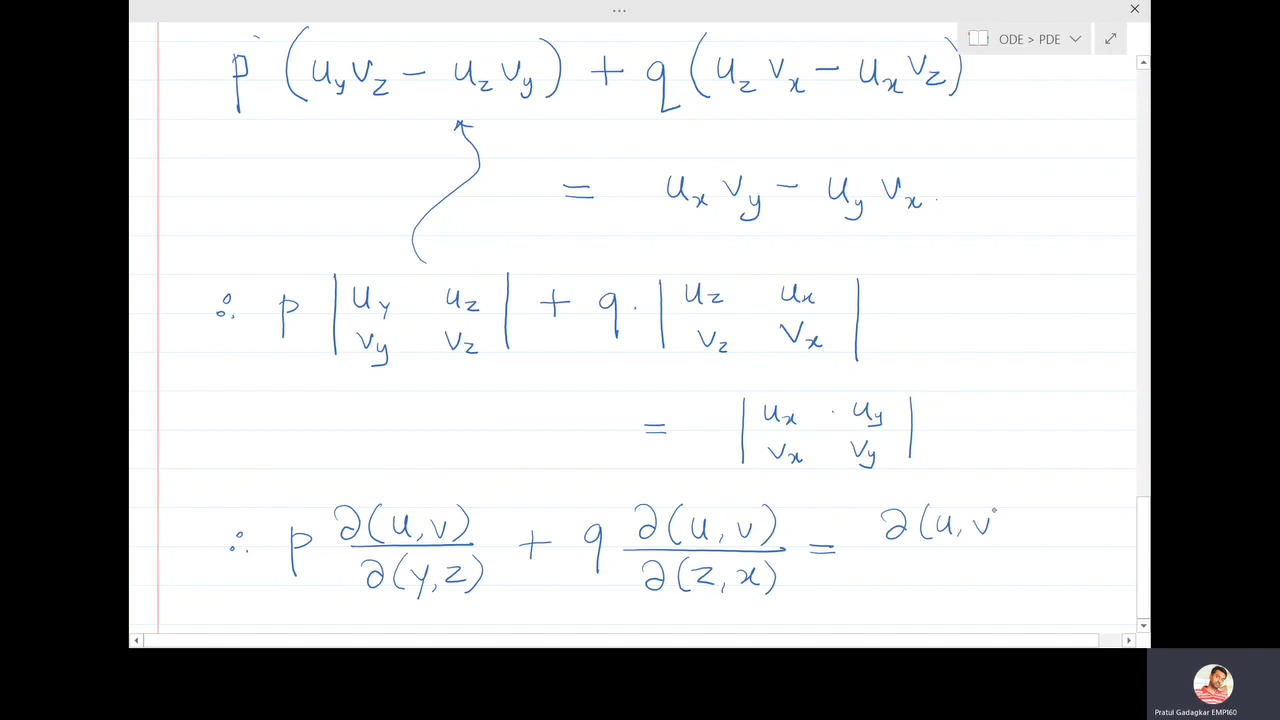 ODE > PDE
p (u_y v_z − u_z v_y) + q (u_z v_x − u_x v_z)
= u_x v_y − u_y v_x .
∴ p | u_y u_z | + q . | u_z u_x |
| v_y v_z | | v_z v_x |
= | u_x . u_y |
| v_x v_y |
∴ p ∂(u,v)/∂(y,z) + q ∂(u,v)/∂(z,x) = ∂(u,v
Pratul Gadagkar EMP160